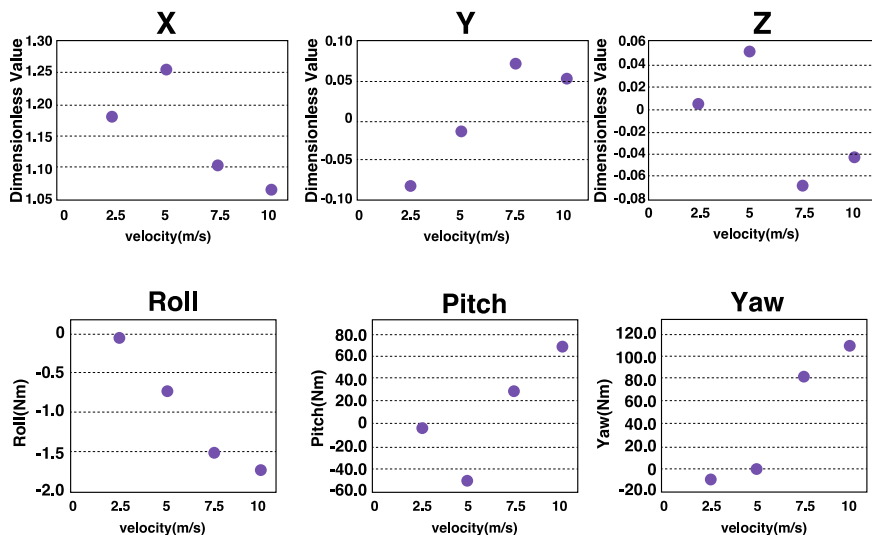 X
Dimensionless Value
1.30
1.25
1.20
1.15
1.10
1.05
0 2.5 5 7.5 10
velocity(m/s)
Y
Dimensionless Value
0.10
0.05
0
-0.05
-0.10
0 2.5 5 7.5 10
velocity(m/s)
Z
Dimensionless Value
0.06
0.04
0.02
0
-0.02
-0.04
-0.06
-0.08
0 2.5 5 7.5 10
velocity(m/s)
Roll
Roll(Nm)
0
-0.5
-1.0
-1.5
-2.0
0 2.5 5 7.5 10
velocity(m/s)
Pitch
Pitch(Nm)
80.0
60.0
40.0
20.0
0
-20.0
-40.0
-60.0
0 2.5 5 7.5 10
velocity(m/s)
Yaw
Yaw(Nm)
120.0
100.0
80.0
60.0
40.0
20.0
0
-20.0
0 2.5 5 7.5 10
velocity(m/s)